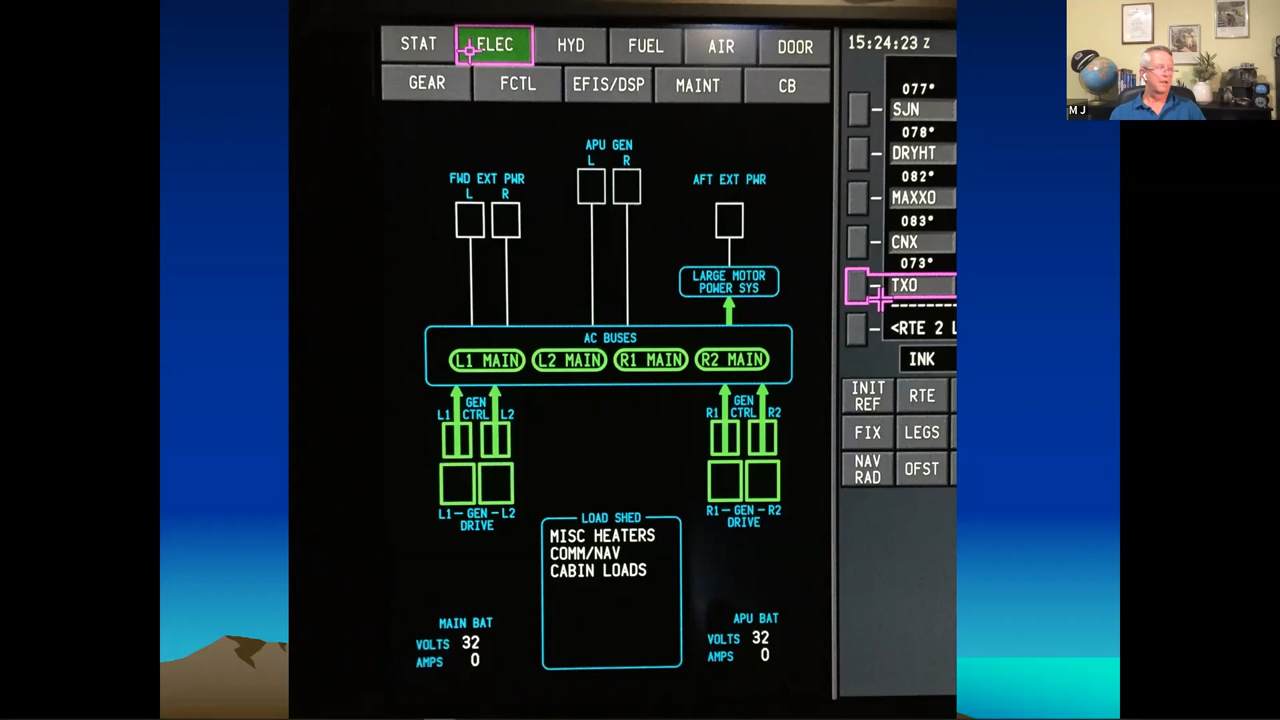 STAT ELEC HYD FUEL AIR DOOR
GEAR FCTL EFIS/DSP MAINT CB
15:24:23 Z
M J
077°
SJN
078°
DRYHT
082°
MAXXO
083°
CNX
073°
TXO
------
<RTE 2 L
INK
INIT REF
RTE
FIX
LEGS
NAV RAD
OFST
APU GEN
L R
FWD EXT PWR
L R
AFT EXT PWR
LARGE MOTOR
POWER SYS
AC BUSES
L1 MAIN L2 MAIN R1 MAIN R2 MAIN
GEN
L1 CTRL L2
GEN
R1 CTRL R2
L1–GEN–L2
DRIVE
R1–GEN–R2
DRIVE
LOAD SHED
MISC HEATERS
COMM/NAV
CABIN LOADS
MAIN BAT
VOLTS 32
AMPS 0
APU BAT
VOLTS 32
AMPS 0